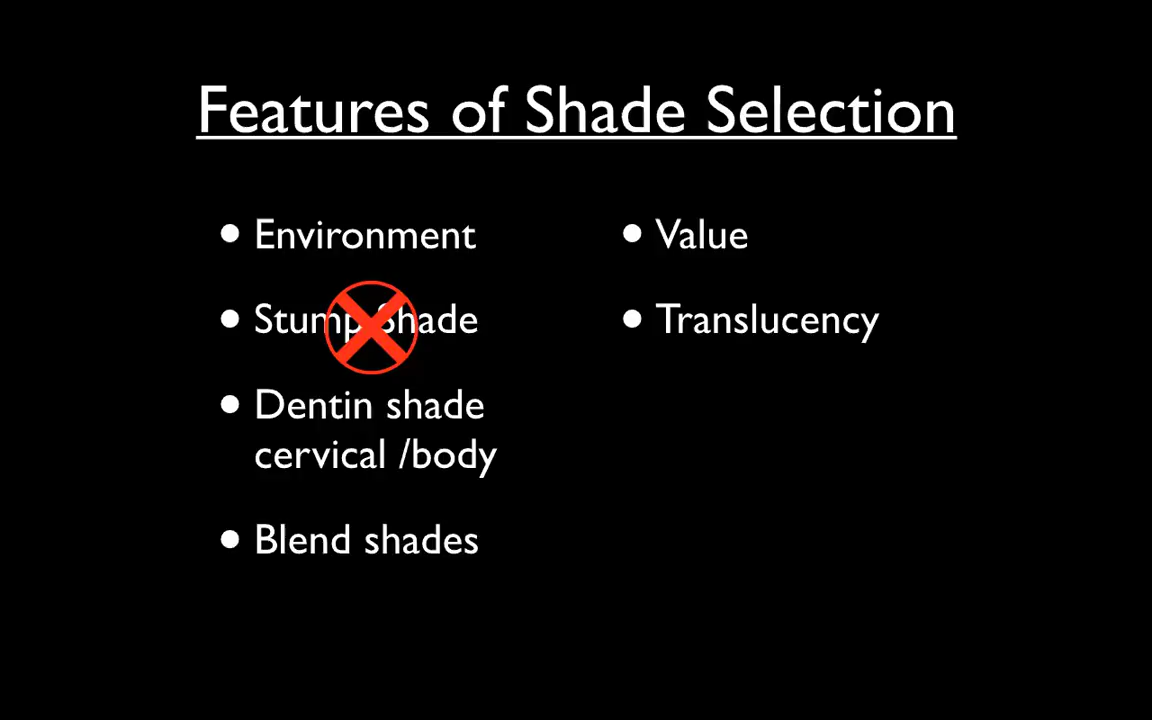 Features of Shade Selection
Environment
Stump Shade
Dentin shade
cervical /body
Blend shades
Value
Translucency